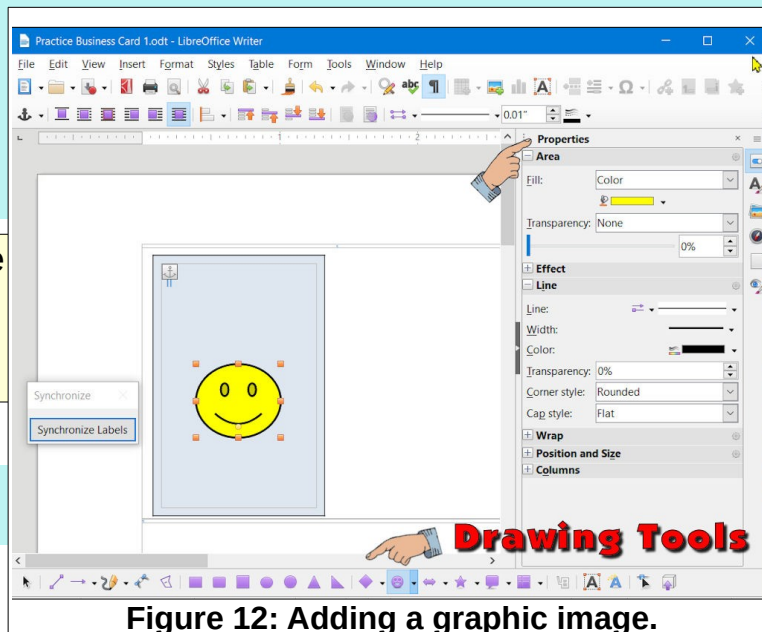 Practice Business Card 1.odt - LibreOffice Writer
File Edit View Insert Format Styles Table Form Tools Window Help
0.01"
1 2
Properties
Area
Fill: Color
Transparency: None
0%
Effect
Line
Line:
Width:
Color:
Transparency: 0%
Corner style: Rounded
Cap style: Flat
Wrap
Position and Size
Columns
Synchronize
Synchronize Labels
Drawing Tools
Figure 12: Adding a graphic image.